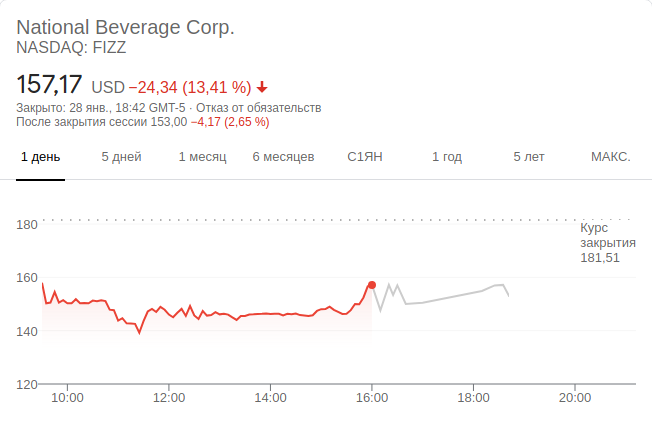 National Beverage Corp.
NASDAQ: FIZZ
157,17 USD −24,34 (13,41 %)
Закрыто: 28 янв., 18:42 GMT-5 · Отказ от обязательств
После закрытия сессии 153,00 −4,17 (2,65 %)
1 день 5 дней 1 месяц 6 месяцев С1ЯН 1 год 5 лет МАКС.
180
Курс
закрытия
181,51
160
140
120
10:00 12:00 14:00 16:00 18:00 20:00